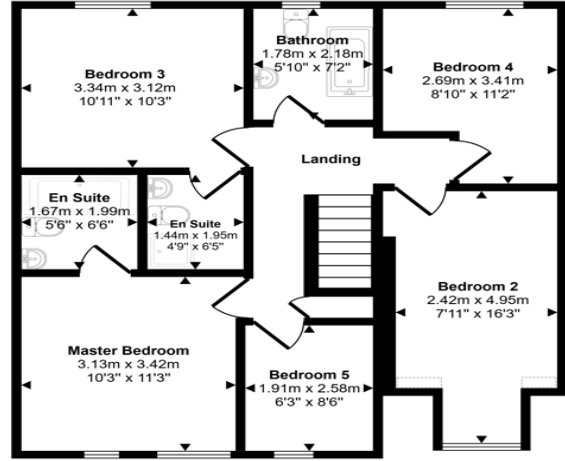 Bedroom 3
3.34m x 3.12m
10'11" x 10'3"
Bathroom
1.78m x 2.18m
5'10" x 7'2"
Bedroom 4
2.69m x 3.41m
8'10" x 11'2"
Landing
En Suite
1.67m x 1.99m
5'6" x 6'6"
En Suite
1.44m x 1.95m
4'9" x 6'5"
Bedroom 2
2.42m x 4.95m
7'11" x 16'3"
Master Bedroom
3.13m x 3.42m
10'3" x 11'3"
Bedroom 5
1.91m x 2.58m
6'3" x 8'6"